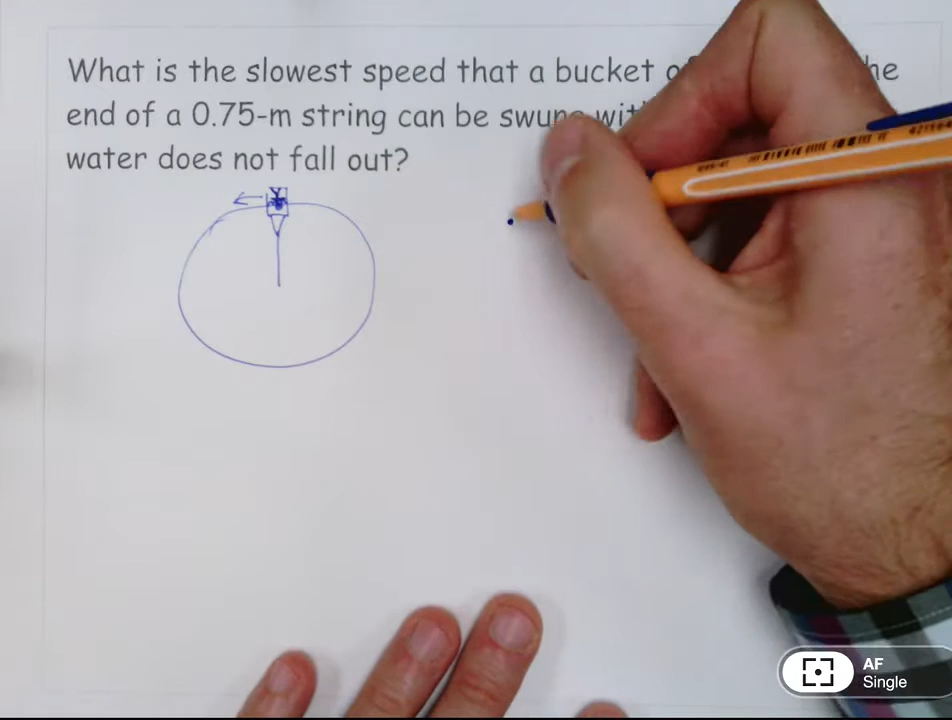 What is the slowest speed that a bucket he
end of a 0.75-m string can be swung
water does not fall out?
AF
Single